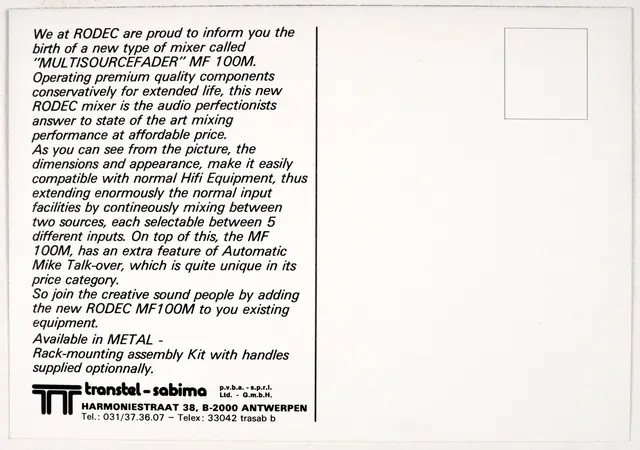 We at RODEC are proud to inform you the
birth of a new type of mixer called
"MULTISOURCEFADER" MF 100M.
Operating premium quality components
conservatively for extended life, this new
RODEC mixer is the audio perfectionists
answer to state of the art mixing
performance at affordable price.
As you can see from the picture, the
dimensions and appearance, make it easily
compatible with normal Hifi Equipment, thus
extending enormously the normal input
facilities by contineously mixing between
two sources, each selectable between 5
different inputs. On top of this, the MF
100M, has an extra feature of Automatic
Mike Talk-over, which is quite unique in its
price category.
So join the creative sound people by adding
the new RODEC MF100M to you existing
equipment.
Available in METAL -
Rack-mounting assembly Kit with handles
supplied optionnally.
transtel - sabima p.v.b.a. - s.p.r.l.
Ltd. - G.m.b.H.
HARMONIESTRAAT 38, B-2000 ANTWERPEN
Tel.: 031/37.36.07 – Telex: 33042 trasab b